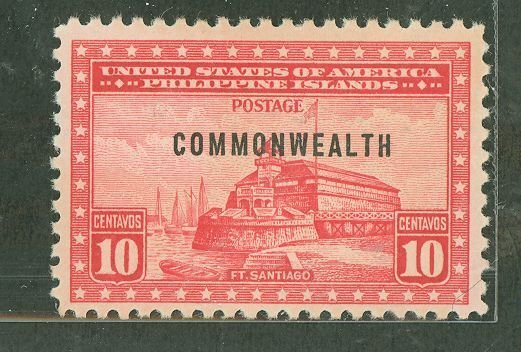 UNITED STATES OF AMERICA
PHILIPPINE ISLANDS
POSTAGE
COMMONWEALTH
CENTAVOS
10
CENTAVOS
10
FT. SANTIAGO